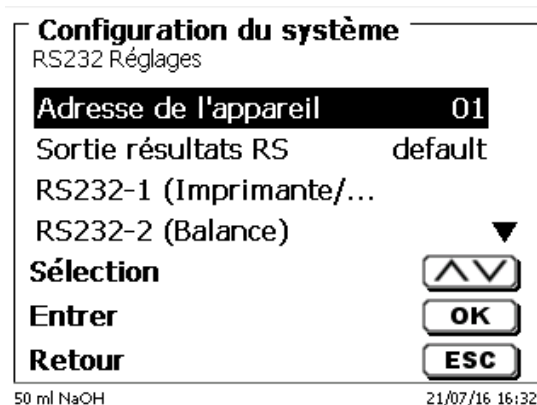 Configuration du système
RS232 Réglages
Adresse de l'appareil 01
Sortie résultats RS default
RS232-1 (Imprimante/...
RS232-2 (Balance)
Sélection
Entrer OK
Retour ESC
50 ml NaOH 21/07/16 16:32